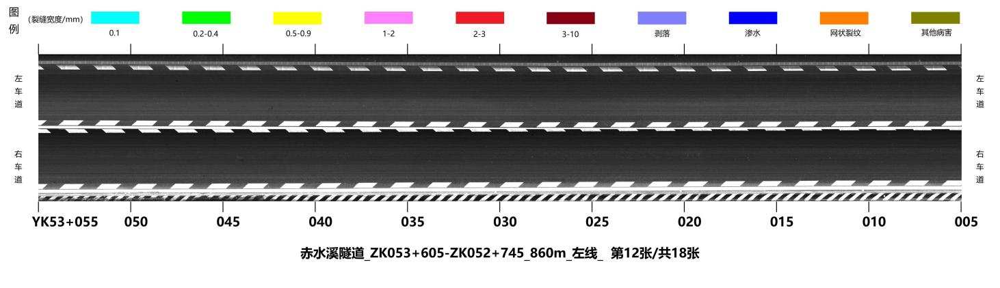 图例
(裂缝宽度/mm)
0.1 0.2-0.4 0.5-0.9 1-2 2-3 3-10 剥落 渗水 网状裂纹 其他病害
左车道 左车道
右车道 右车道
YK53+055 050 045 040 035 030 025 020 015 010 005
赤水溪隧道_ZK053+605-ZK052+745_860m_左线_ 第12张/共18张